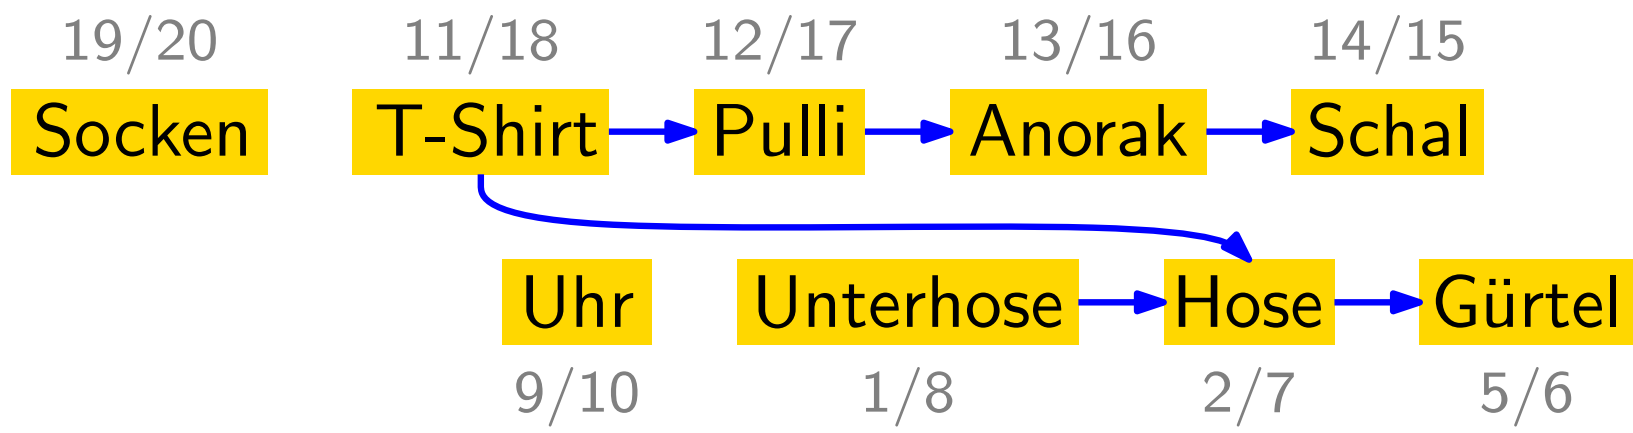 19/20 11/18 12/17 13/16 14/15
Socken T-Shirt Pulli Anorak Schal
Uhr Unterhose Hose Gürtel
9/10 1/8 2/7 5/6